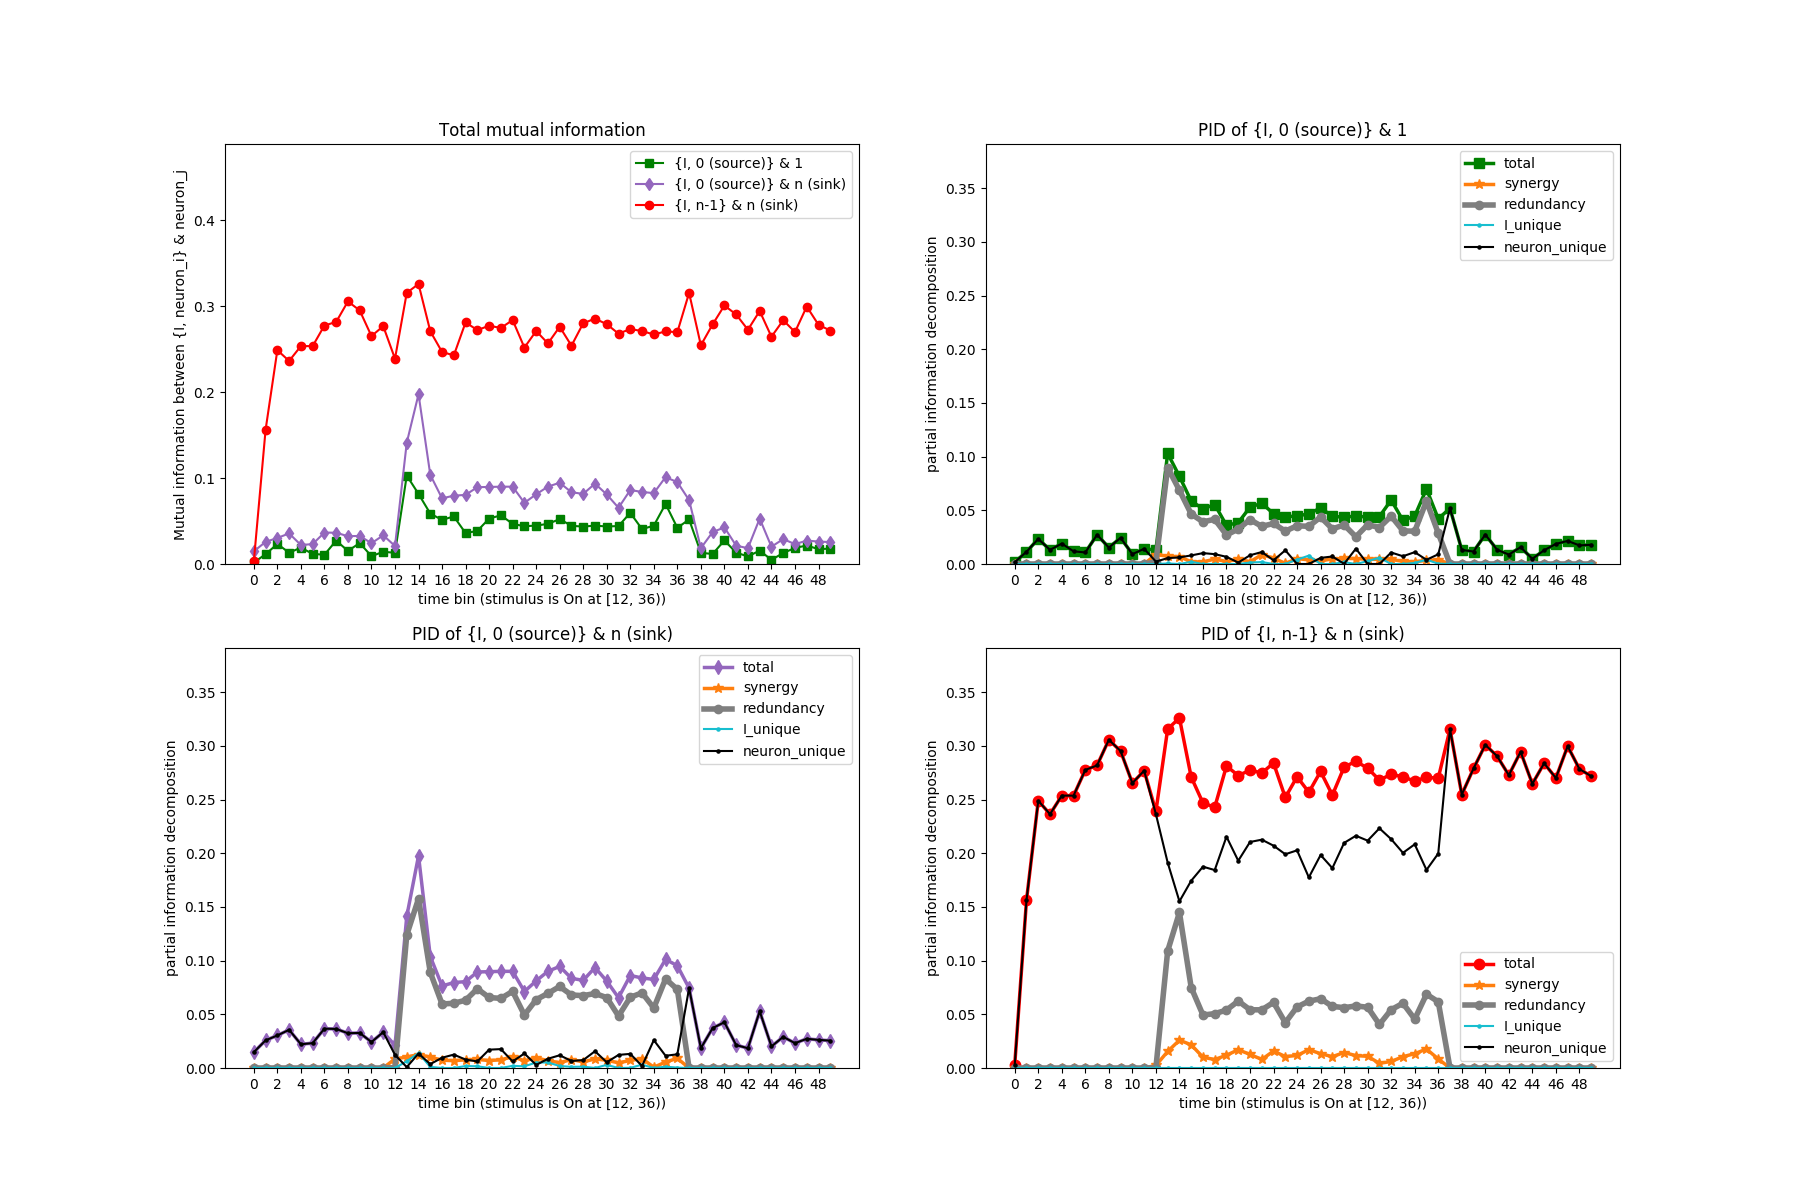 Total mutual information
Mutual information between {I, neuron_i} & neuron_j
0.4
0.3
0.2
0.1
0.0
{I, 0 (source)} & 1
{I, 0 (source)} & n (sink)
{I, n-1} & n (sink)
0 2 4 6 8 10 12 14 16 18 20 22 24 26 28 30 32 34 36 38 40 42 44 46 48
time bin (stimulus is On at [12, 36))
PID of {I, 0 (source)} & 1
partial information decomposition
0.35
0.30
0.25
0.20
0.15
0.10
0.05
0.00
total
synergy
redundancy
I_unique
neuron_unique
0 2 4 6 8 10 12 14 16 18 20 22 24 26 28 30 32 34 36 38 40 42 44 46 48
time bin (stimulus is On at [12, 36))
PID of {I, 0 (source)} & n (sink)
partial information decomposition
0.35
0.30
0.25
0.20
0.15
0.10
0.05
0.00
total
synergy
redundancy
I_unique
neuron_unique
0 2 4 6 8 10 12 14 16 18 20 22 24 26 28 30 32 34 36 38 40 42 44 46 48
time bin (stimulus is On at [12, 36))
PID of {I, n-1} & n (sink)
partial information decomposition
0.35
0.30
0.25
0.20
0.15
0.10
0.05
0.00
total
synergy
redundancy
I_unique
neuron_unique
0 2 4 6 8 10 12 14 16 18 20 22 24 26 28 30 32 34 36 38 40 42 44 46 48
time bin (stimulus is On at [12, 36))